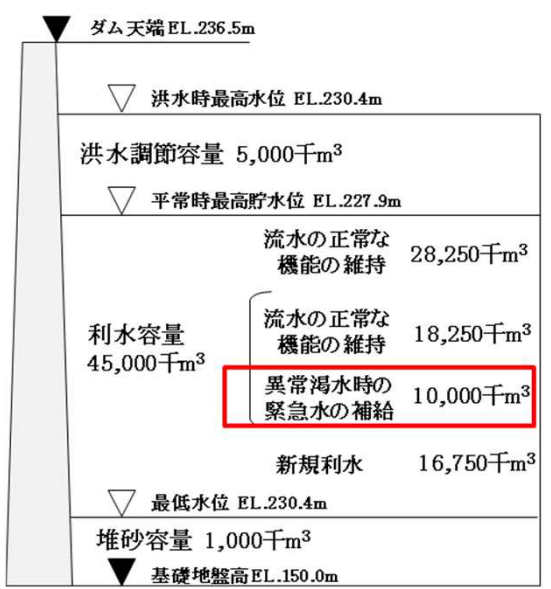 ダム天端EL.236.5m
洪水時最高水位 EL.230.4m
洪水調節容量 5,000千m³
平常時最高貯水位 EL.227.9m
流水の正常な
機能の維持 28,250千m³
利水容量
45,000千m³
流水の正常な
機能の維持 18,250千m³
異常渇水時の
緊急水の補給 10,000千m³
新規利水 16,750千m³
最低水位 EL.230.4m
堆砂容量 1,000千m³
基礎地盤高EL.150.0m